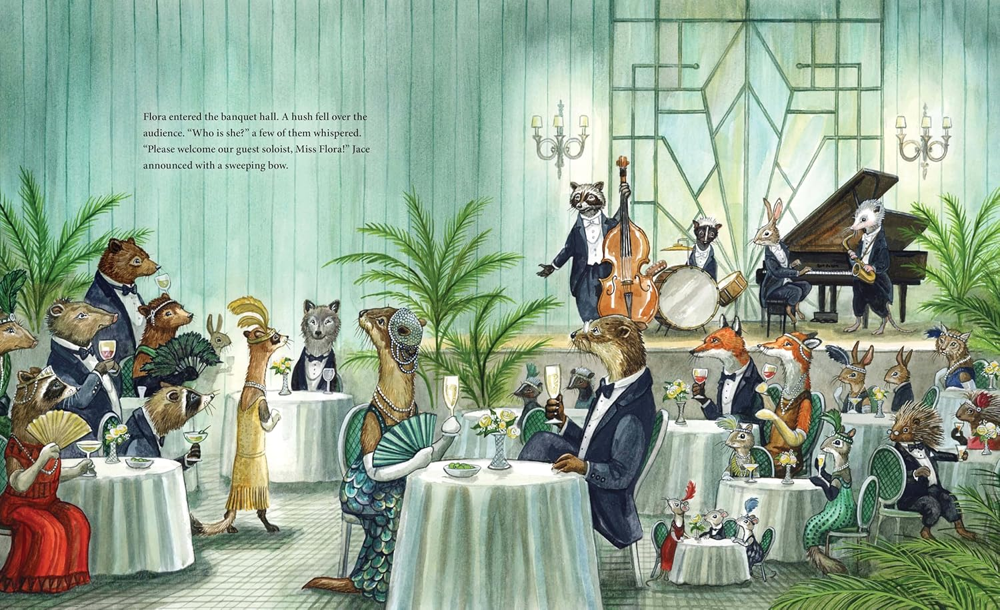 Flora entered the banquet hall. A hush fell over the
audience. “Who is she?” a few of them whispered.
“Please welcome our guest soloist, Miss Flora!” Jace
announced with a sweeping bow.